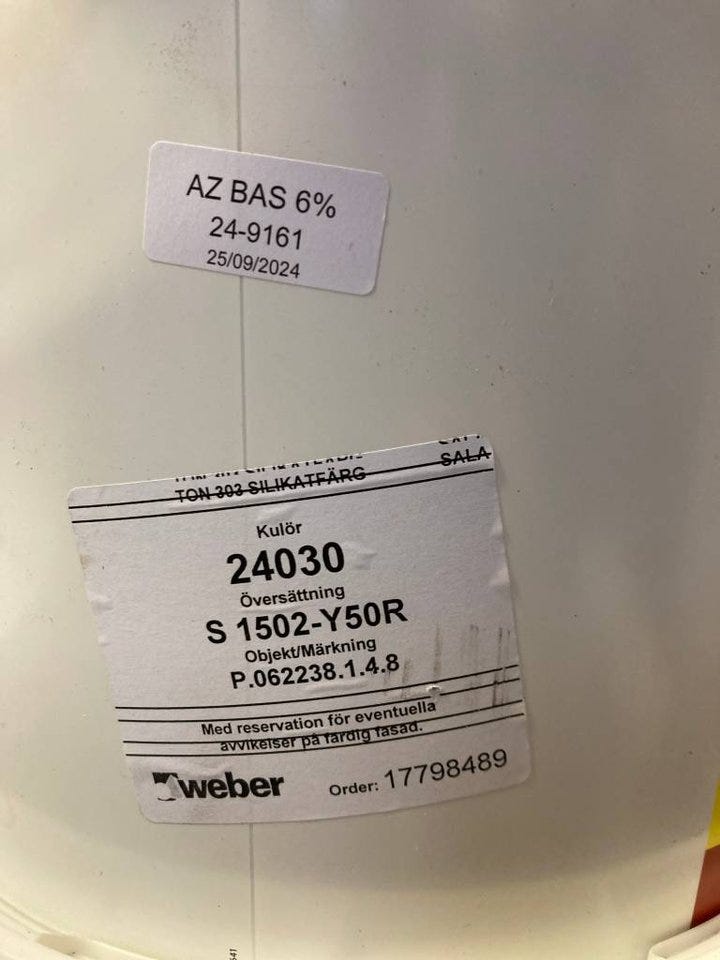 AZ BAS 6%
24-9161
25/09/2024
SALA
TON 303 SILIKATFÄRG
Kulör
24030
Översättning
S 1502-Y50R
Objekt/Märkning
P.062238.1.4.8
Med reservation för eventuella
avvikelser på färdig fasad.
weber
Order: 17798489